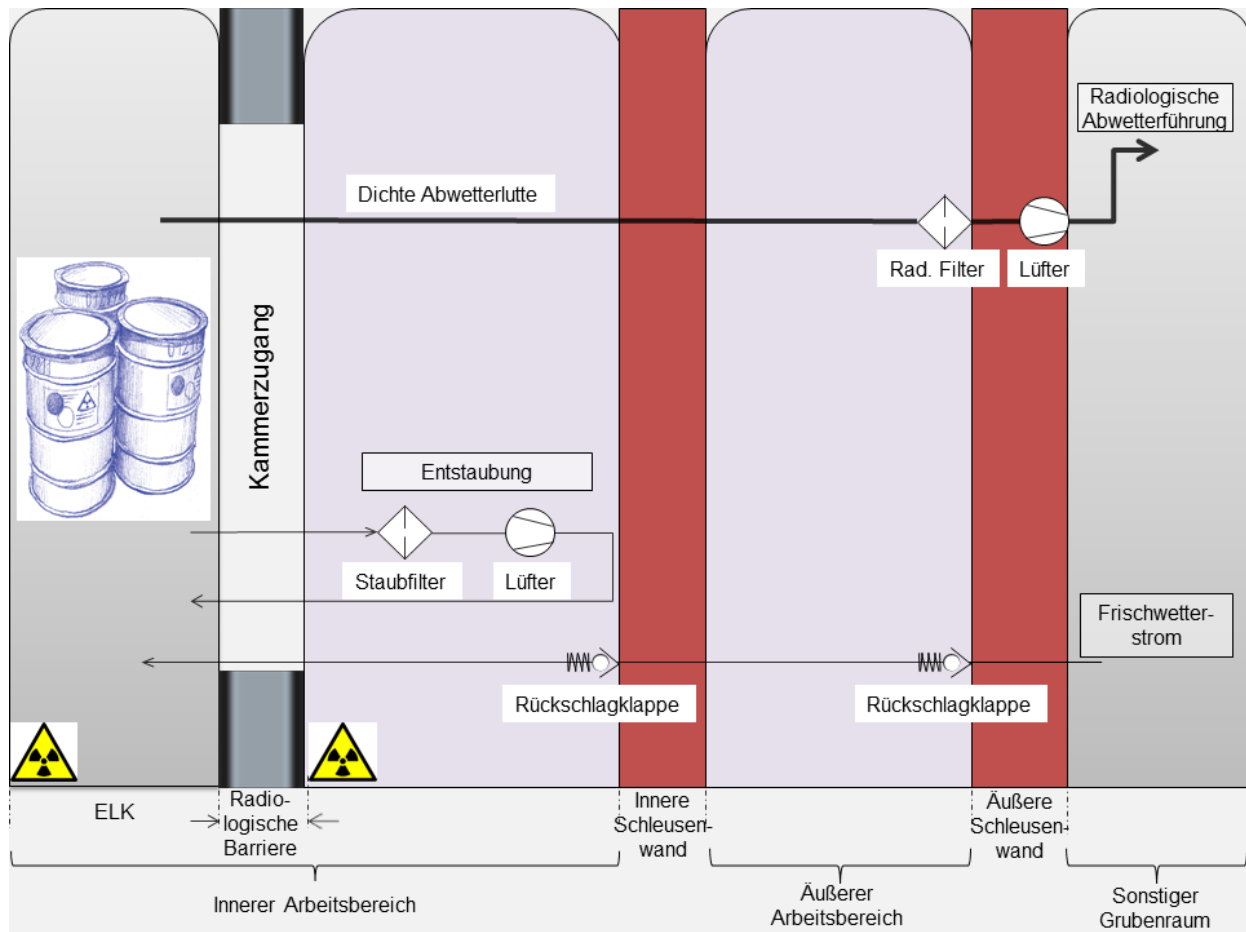 Radiologische
Abwetterführung
Dichte Abwetterlutte
Rad. Filter
Lüfter
Kammerzugang
Entstaubung
Staubfilter
Lüfter
Frischwetter-
strom
Rückschlagklappe
Rückschlagklappe
ELK
Radio-
logische
Barriere
Innere
Schleusen-
wand
Äußere
Schleusen-
wand
Innerer Arbeitsbereich
Äußerer
Arbeitsbereich
Sonstiger
Grubenraum